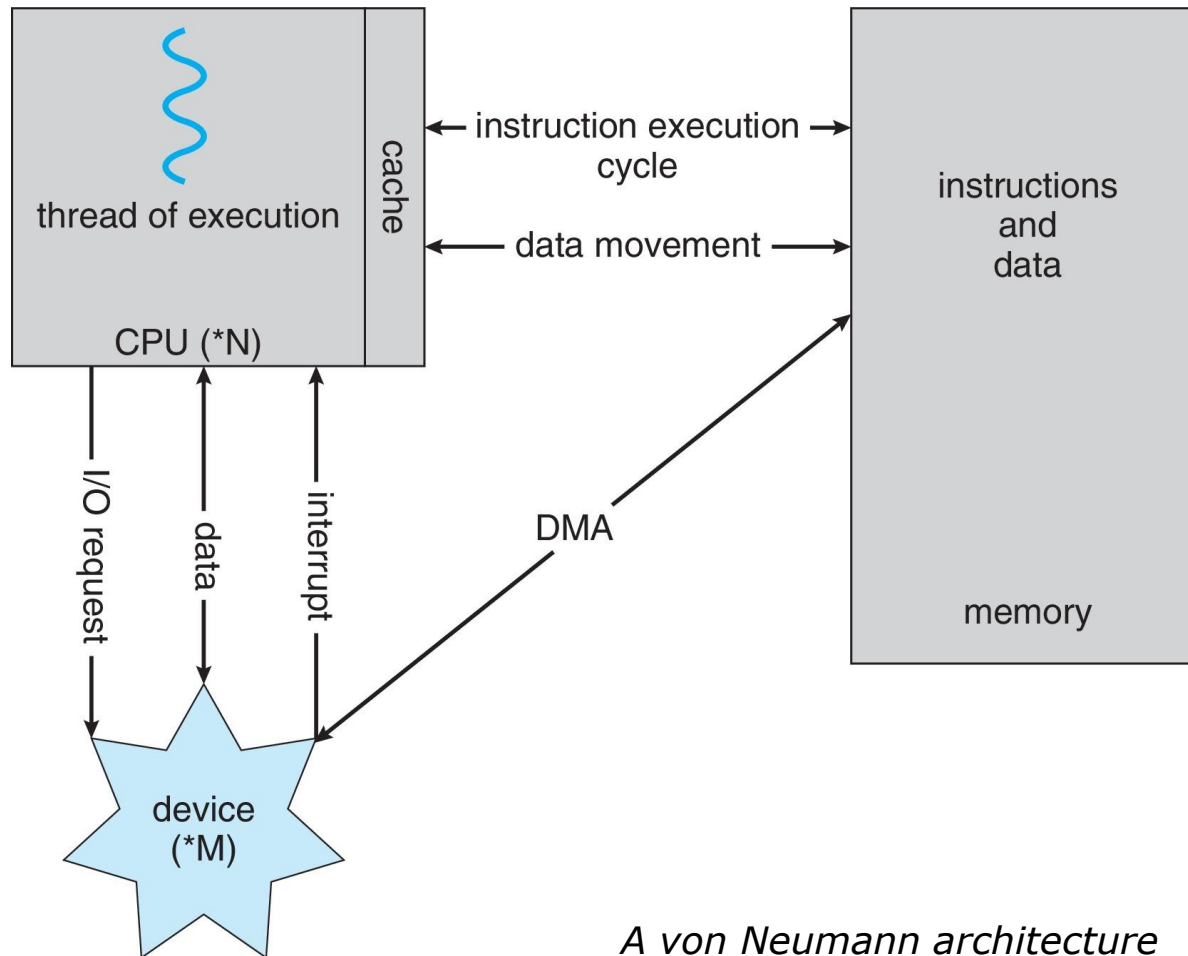 thread of execution
cache
CPU (*N)
instruction execution
cycle
data movement
instructions
and
data
memory
I/O request
data
interrupt
DMA
device
(*M)
A von Neumann architecture